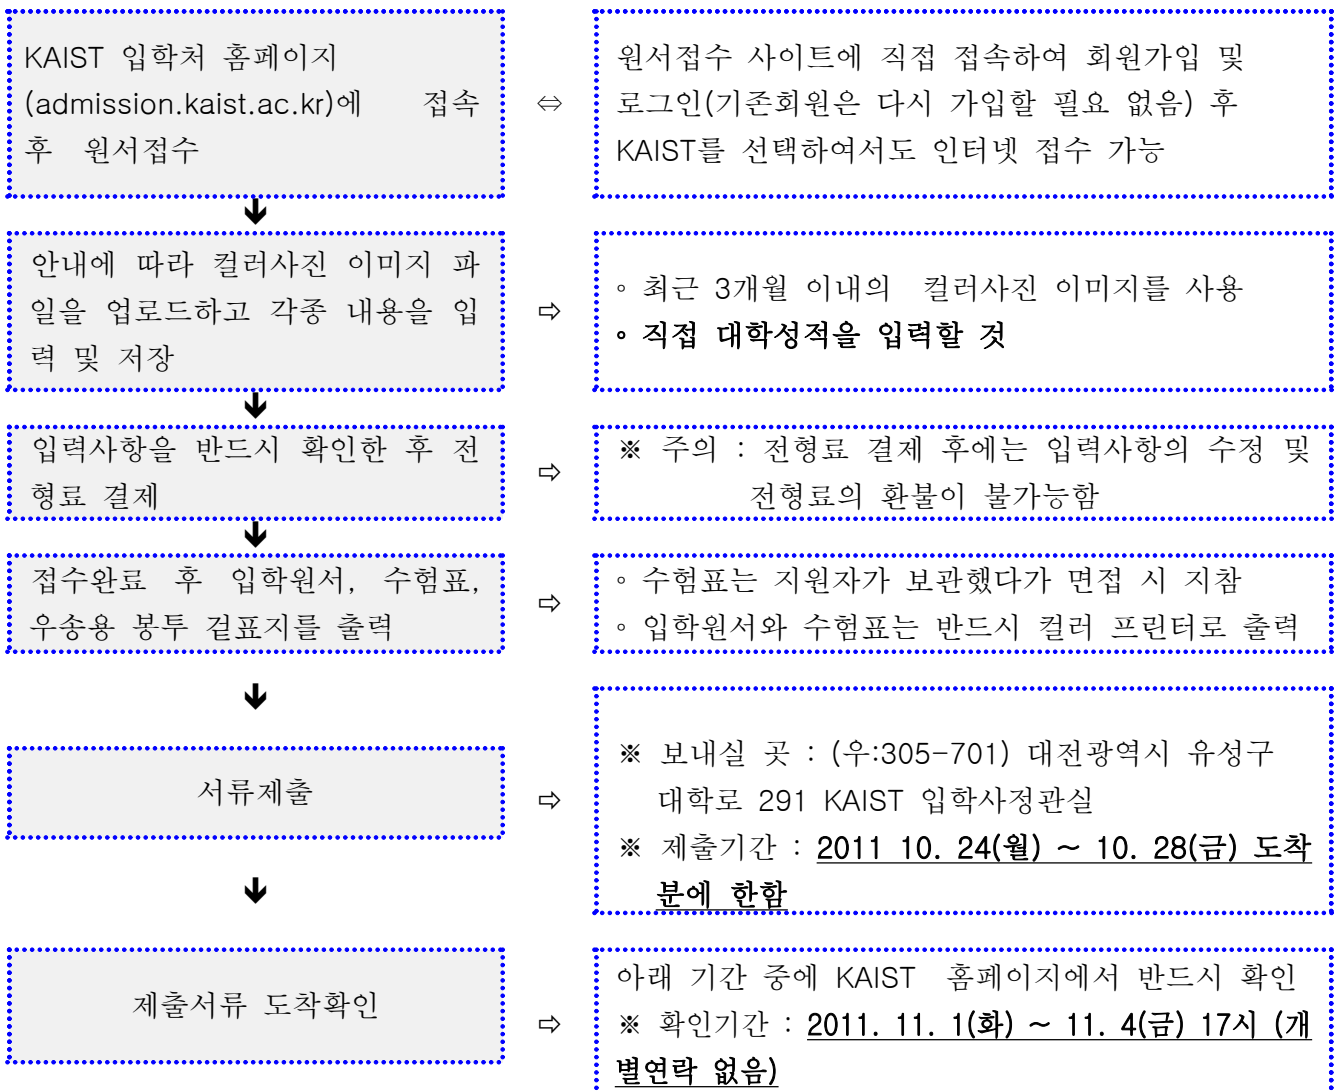 KAIST 입학처 홈페이지
(admission.kaist.ac.kr)에 접속
후 원서접수
⇔
원서접수 사이트에 직접 접속하여 회원가입 및
로그인(기존회원은 다시 가입할 필요 없음) 후
KAIST를 선택하여서도 인터넷 접수 가능
🡻
안내에 따라 컬러사진 이미지 파
일을 업로드하고 각종 내용을 입
력 및 저장
⇨
◦ 최근 3개월 이내의 컬러사진 이미지를 사용
◦ 직접 대학성적을 입력할 것
🡻
입력사항을 반드시 확인한 후 전
형료 결제
⇨
※ 주의 : 전형료 결제 후에는 입력사항의 수정 및
전형료의 환불이 불가능함
🡻
접수완료 후 입학원서, 수험표,
우송용 봉투 겉표지를 출력
⇨
◦ 수험표는 지원자가 보관했다가 면접 시 지참
◦ 입학원서와 수험표는 반드시 컬러 프린터로 출력
🡻
서류제출
⇨
※ 보내실 곳 : (우:305-701) 대전광역시 유성구
대학로 291 KAIST 입학사정관실
※ 제출기간 : 2011 10. 24(월) ~ 10. 28(금) 도착
분에 한함
🡻
제출서류 도착확인
⇨
아래 기간 중에 KAIST 홈페이지에서 반드시 확인
※ 확인기간 : 2011. 11. 1(화) ~ 11. 4(금) 17시 (개
별연락 없음)